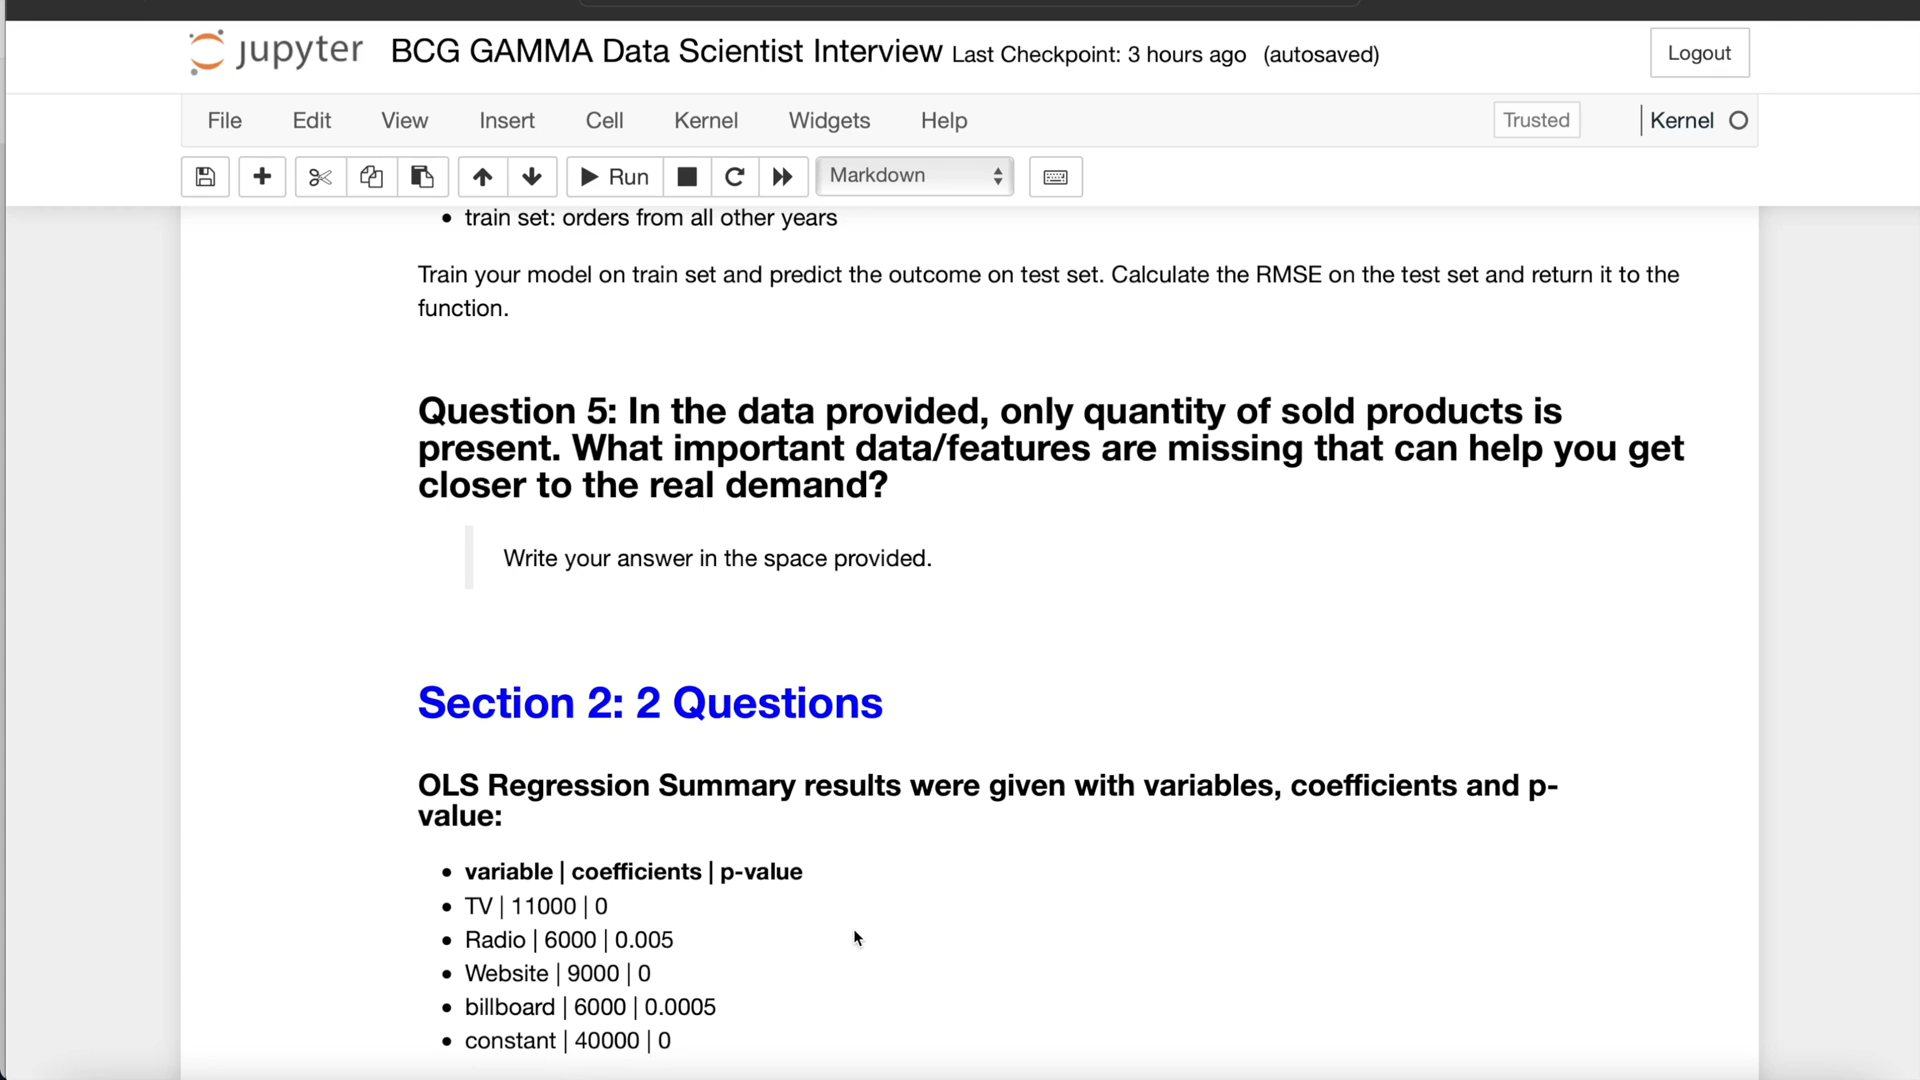 jupyter BCG GAMMA Data Scientist Interview Last Checkpoint: 3 hours ago (autosaved) Logout
File Edit View Insert Cell Kernel Widgets Help Trusted Kernel
Run Markdown
• train set: orders from all other years
Train your model on train set and predict the outcome on test set. Calculate the RMSE on the test set and return it to the
function.
Question 5: In the data provided, only quantity of sold products is
present. What important data/features are missing that can help you get
closer to the real demand?
Write your answer in the space provided.
Section 2: 2 Questions
OLS Regression Summary results were given with variables, coefficients and p-
value:
• variable | coefficients | p-value
• TV | 11000 | 0
• Radio | 6000 | 0.005
• Website | 9000 | 0
• billboard | 6000 | 0.0005
• constant | 40000 | 0